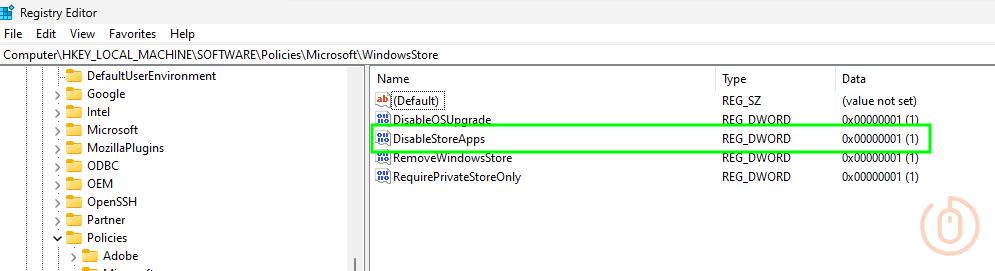 Registry Editor
File Edit View Favorites Help
Computer\HKEY_LOCAL_MACHINE\SOFTWARE\Policies\Microsoft\WindowsStore
DefaultUserEnvironment
Google
Intel
Microsoft
MozillaPlugins
ODBC
OEM
OpenSSH
Partner
Policies
Adobe
Name Type Data
ab (Default) REG_SZ (value not set)
DisableOSUpgrade REG_DWORD 0x00000001 (1)
DisableStoreApps REG_DWORD 0x00000001 (1)
RemoveWindowsStore REG_DWORD 0x00000001 (1)
RequirePrivateStoreOnly REG_DWORD 0x00000001 (1)